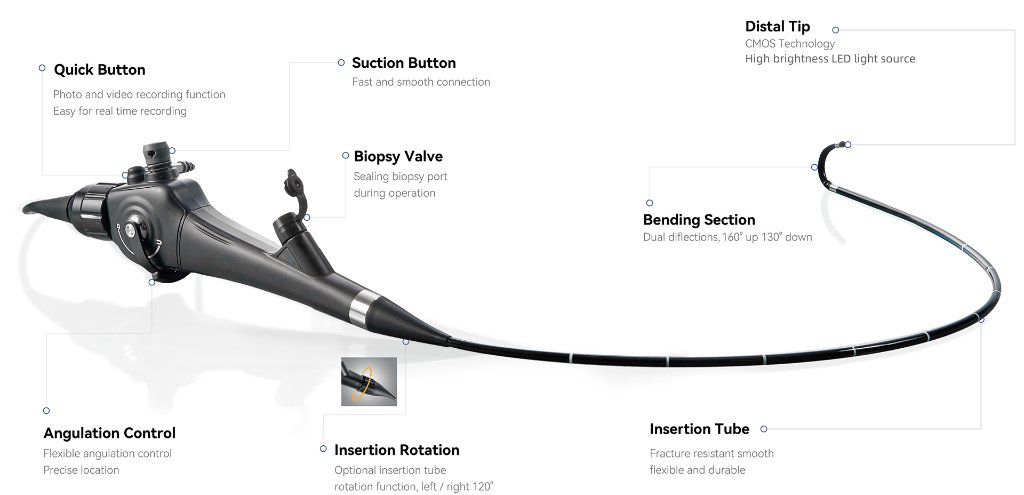 Distal Tip
CMOS Technology
High brightness LED light source
Quick Button
Photo and video recording function
Easy for real time recording
Suction Button
Fast and smooth connection
Biopsy Valve
Sealing biopsy port
during operation
Bending Section
Dual diflections, 160° up 130° down
Angulation Control
Flexible angulation control
Precise location
Insertion Rotation
Optional insertion tube
rotation function, left / right 120°
Insertion Tube
Fracture resistant smooth
flexible and durable